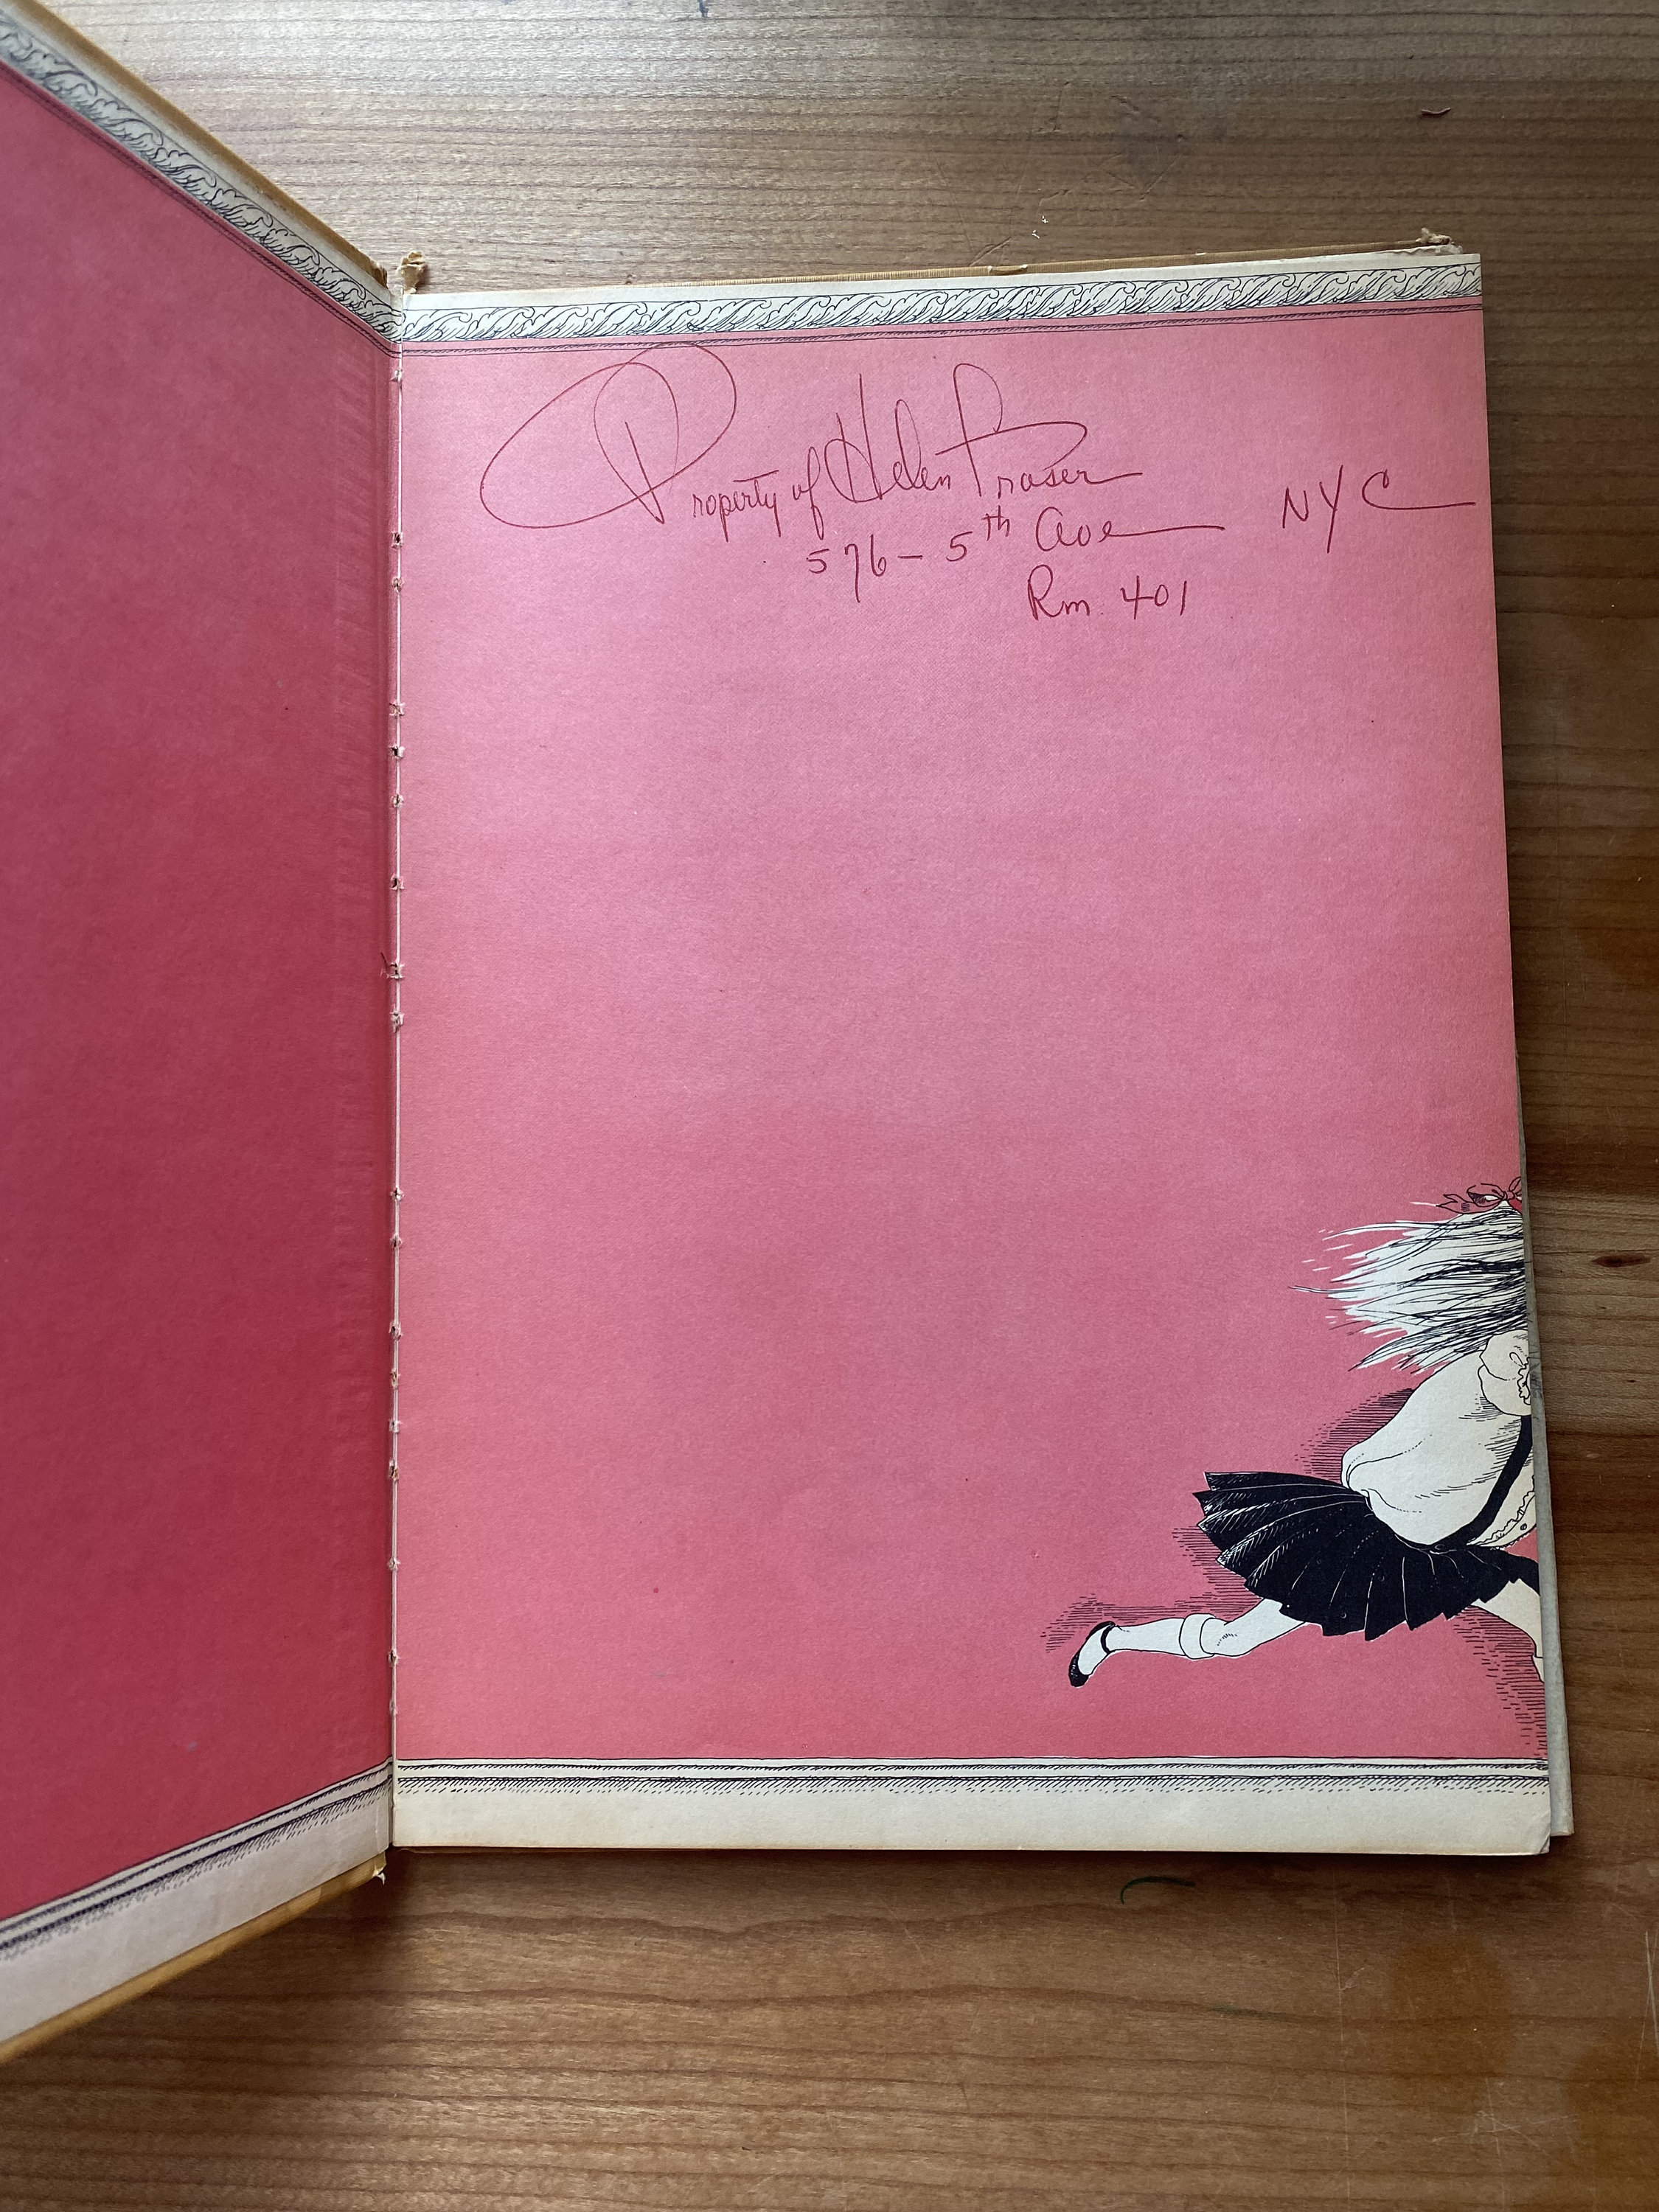 Property of Helen Fraser
576 – 5th Ave NYC
Rm. 401